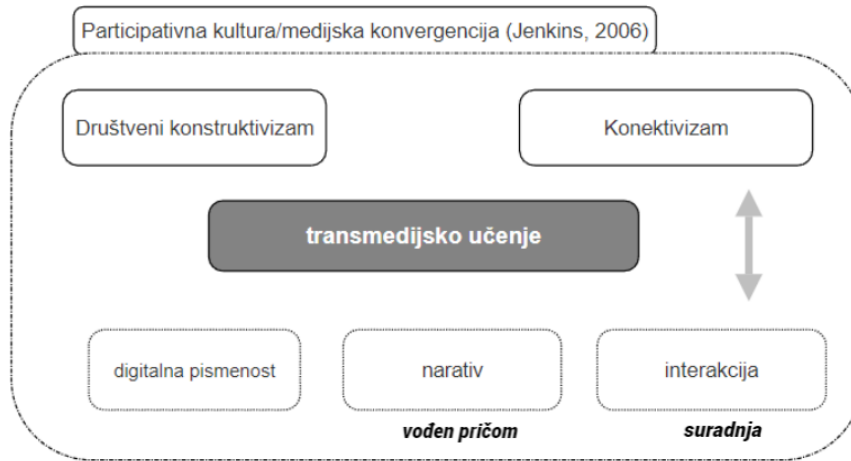 Participativna kultura/medijska konvergencija (Jenkins, 2006)
Društveni konstruktivizam
Konektivizam
transmedijsko učenje
digitalna pismenost
narativ
interakcija
vođen pričom
suradnja